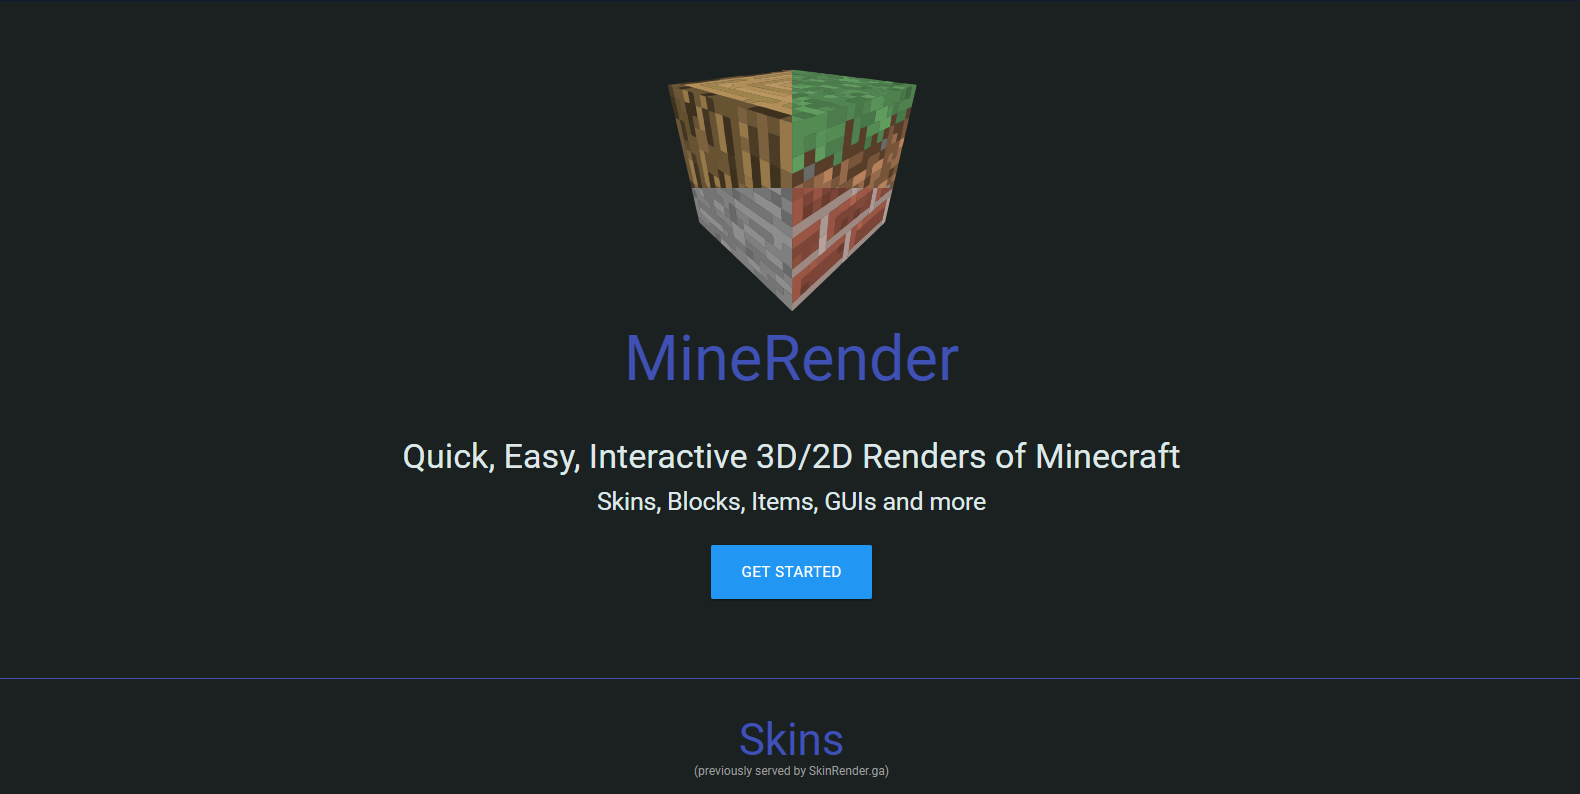 MineRender
Quick, Easy, Interactive 3D/2D Renders of Minecraft
Skins, Blocks, Items, GUIs and more
GET STARTED
Skins
(previously served by SkinRender.ga)